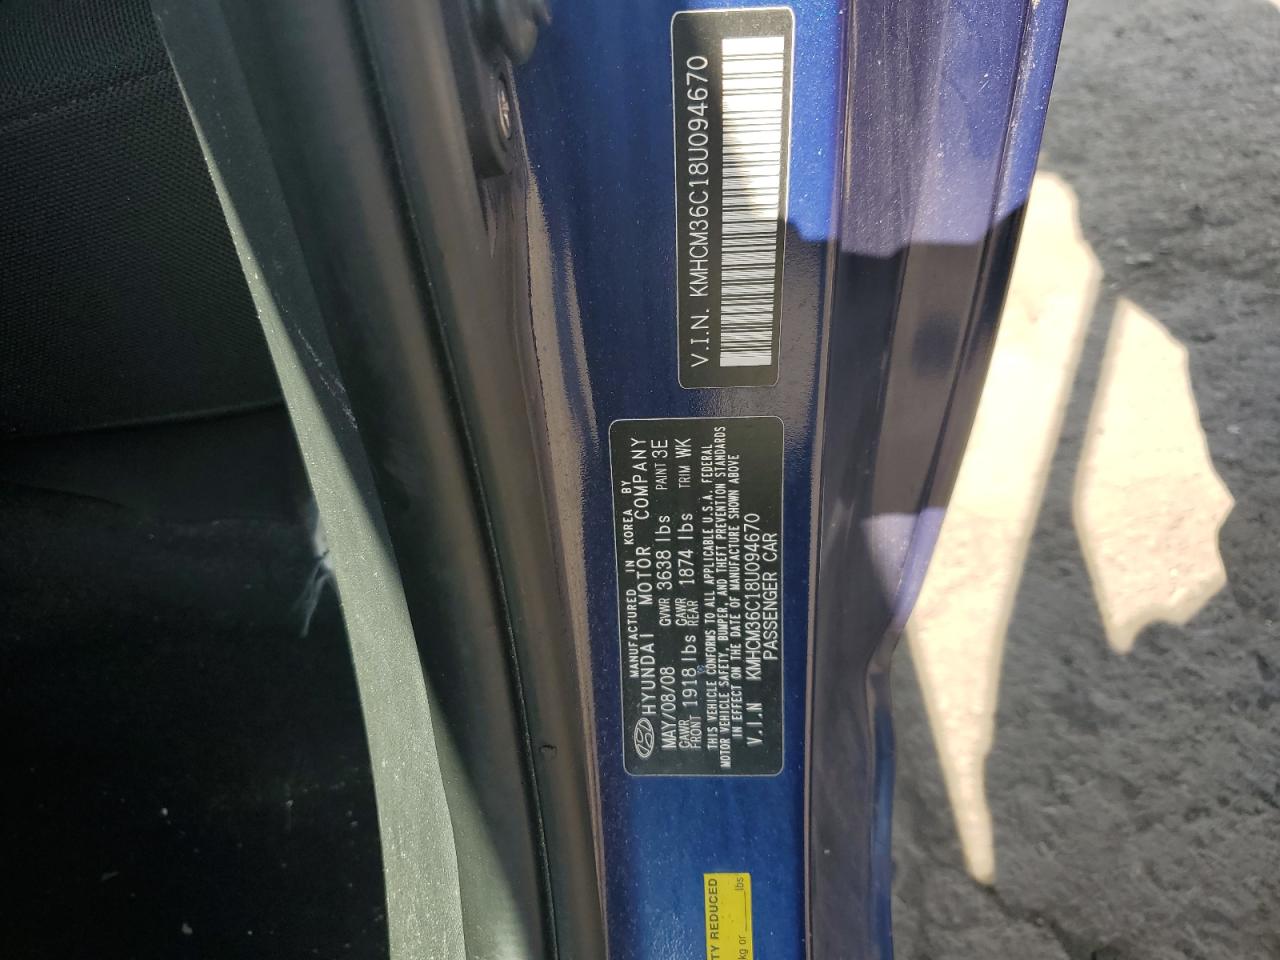 V.I.N. KMHCM36C18U094670
MANUFACTURED IN KOREA BY
HYUNDAI MOTOR COMPANY
MAY/08/08 GVWR 3638 lbs PAINT 3E
GAWR FRONT 1918 lbs GAWR REAR 1874 lbs TRIM WK
THIS VEHICLE CONFORMS TO ALL APPLICABLE U.S.A. FEDERAL
MOTOR VEHICLE SAFETY, BUMPER, AND THEFT PREVENTION STANDARDS
IN EFFECT ON THE DATE OF MANUFACTURE SHOWN ABOVE
V.I.N KMHCM36C18U094670
PASSENGER CAR
TY REDUCED
kg or ____lbs